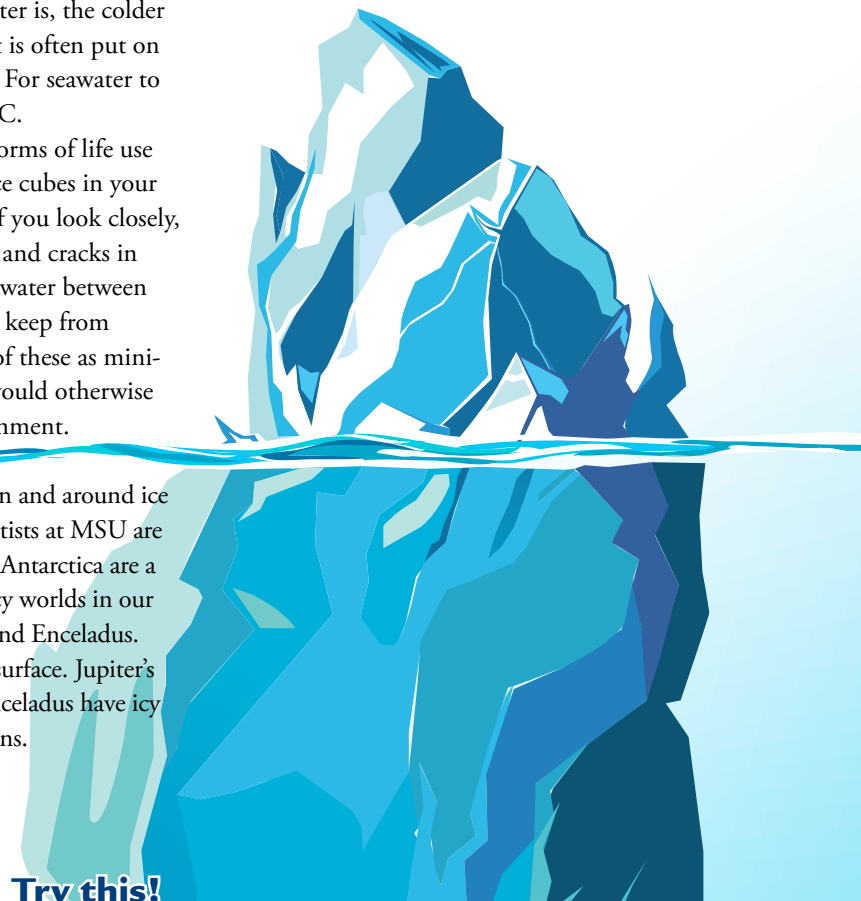 ter is, the colder
t is often put on
For seawater to
C.
orms of life use
ce cubes in your
f you look closely,
and cracks in
water between
keep from
of these as mini-
would otherwise
nment.
n and around ice
tists at MSU are
Antarctica are a
cy worlds in our
nd Enceladus.
surface. Jupiter’s
nceladus have icy
ns.
Try this!